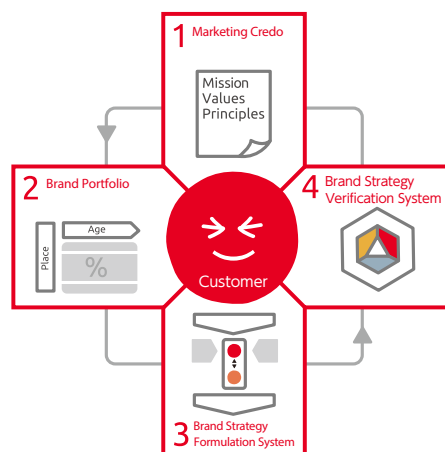 1 Marketing Credo
Mission
Values
Principles
2 Brand Portfolio
Age
Place
%
4 Brand Strategy
Verification System
Customer
3 Brand Strategy
Formulation System